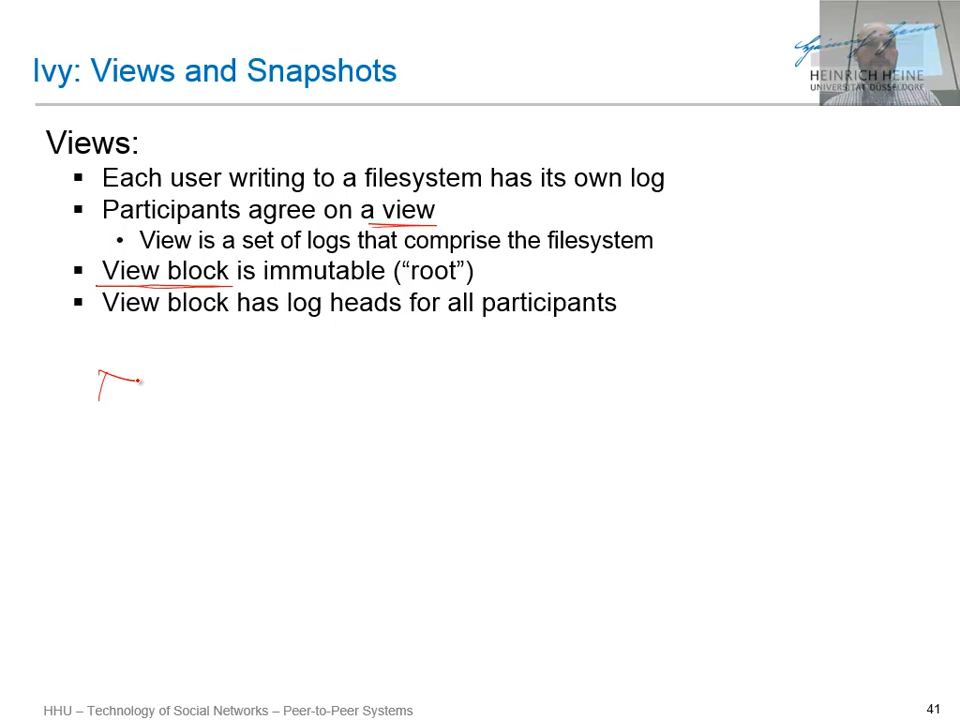 Ivy: Views and Snapshots
HEINRICH HEINE
UNIVERSITÄT DÜSSELDORF
Views:
▪ Each user writing to a filesystem has its own log
▪ Participants agree on a view
• View is a set of logs that comprise the filesystem
▪ View block is immutable (“root”)
▪ View block has log heads for all participants
HHU – Technology of Social Networks – Peer-to-Peer Systems
41